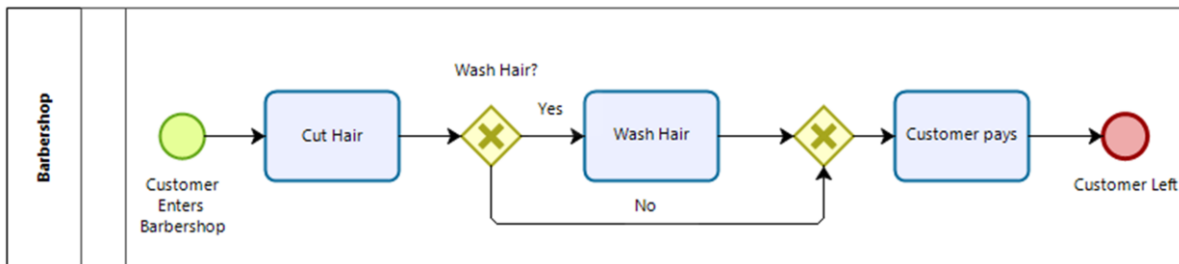 Barbershop
Customer
Enters
Barbershop
Cut Hair
Wash Hair?
Yes
No
Wash Hair
Customer pays
Customer Left